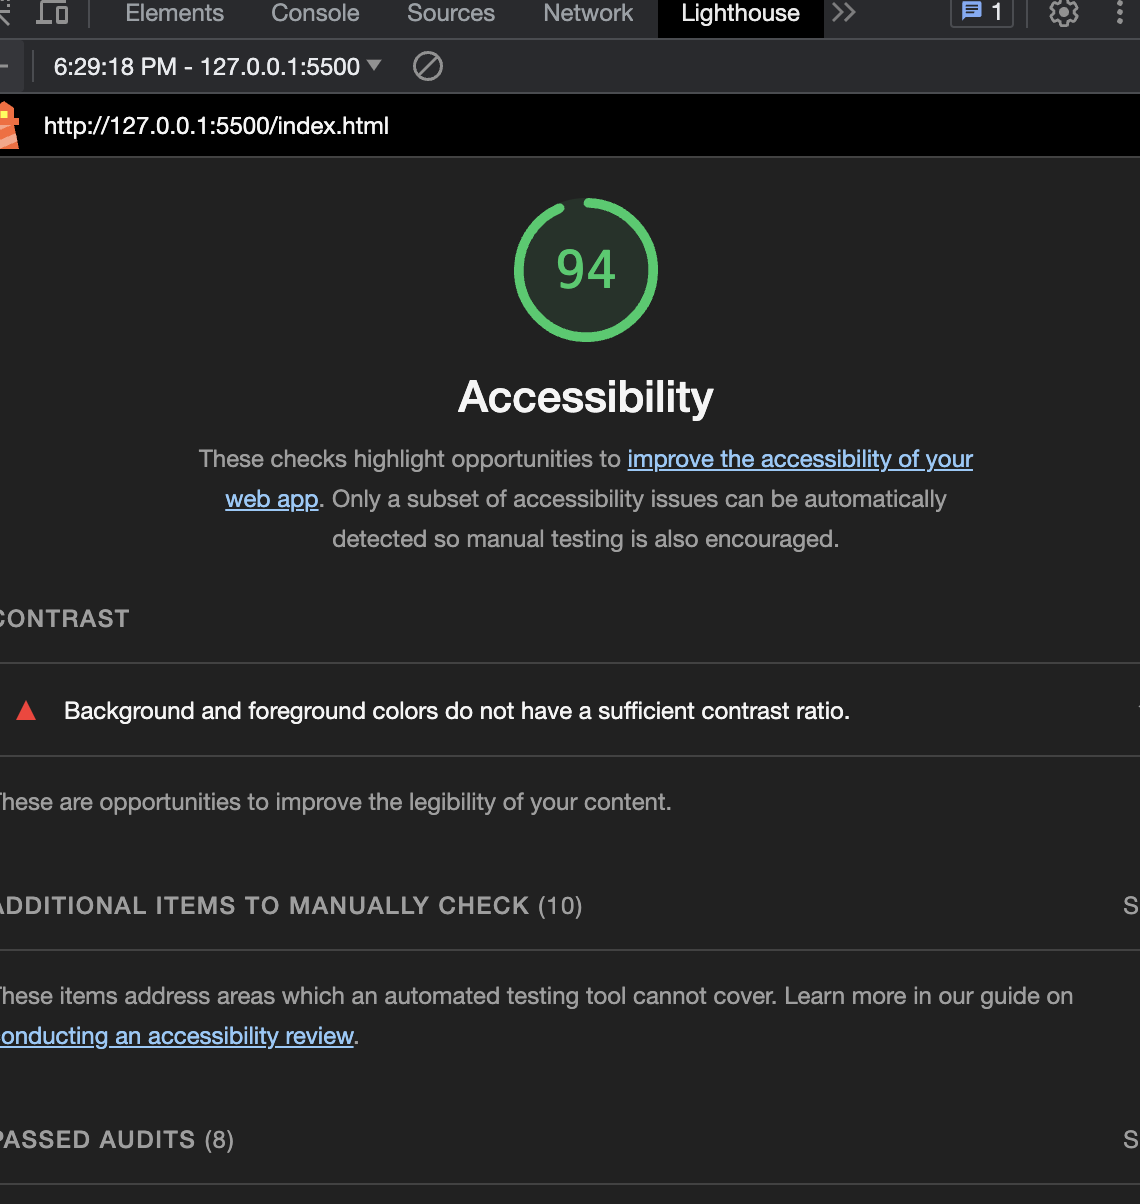 Elements Console Sources Network Lighthouse 1
6:29:18 PM - 127.0.0.1:5500
http://127.0.0.1:5500/index.html
94
Accessibility
These checks highlight opportunities to improve the accessibility of your
web app. Only a subset of accessibility issues can be automatically
detected so manual testing is also encouraged.
CONTRAST
Background and foreground colors do not have a sufficient contrast ratio.
These are opportunities to improve the legibility of your content.
ADDITIONAL ITEMS TO MANUALLY CHECK (10) S
These items address areas which an automated testing tool cannot cover. Learn more in our guide on
conducting an accessibility review.
PASSED AUDITS (8) S